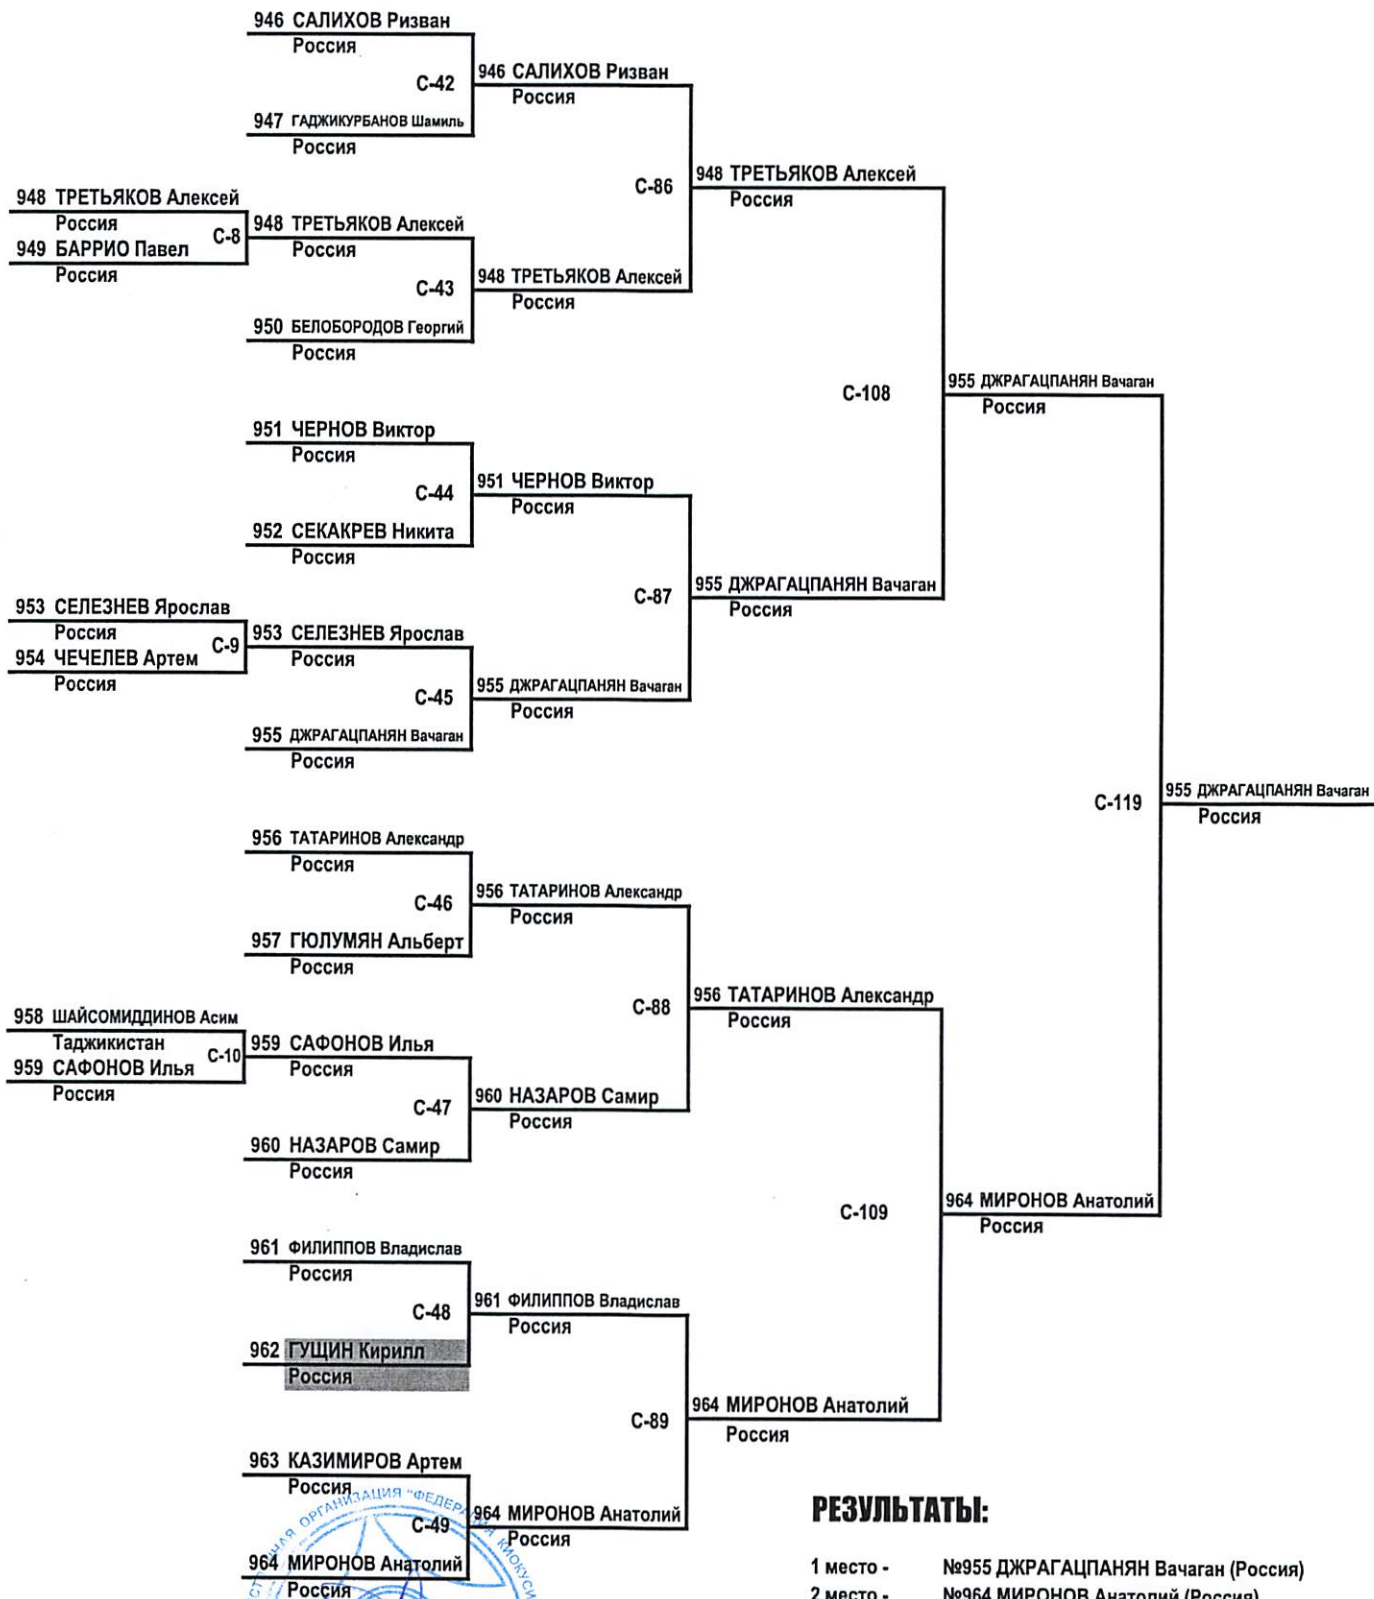 946 САЛИХОВ Ризван
Россия
С-42
947 ГАДЖИКУРБАНОВ Шамиль
Россия
946 САЛИХОВ Ризван
Россия
С-86
948 ТРЕТЬЯКОВ Алексей
Россия
948 ТРЕТЬЯКОВ Алексей
Россия
С-8
949 БАРРИО Павел
Россия
948 ТРЕТЬЯКОВ Алексей
Россия
С-43
950 БЕЛОБОРОДОВ Георгий
Россия
948 ТРЕТЬЯКОВ Алексей
Россия
С-108
955 ДЖРАГАЦПАНЯН Вачаган
Россия
951 ЧЕРНОВ Виктор
Россия
С-44
952 СЕКАКРЕВ Никита
Россия
951 ЧЕРНОВ Виктор
Россия
С-87
955 ДЖРАГАЦПАНЯН Вачаган
Россия
953 СЕЛЕЗНЕВ Ярослав
Россия
С-9
954 ЧЕЧЕЛЕВ Артем
Россия
953 СЕЛЕЗНЕВ Ярослав
Россия
С-45
955 ДЖРАГАЦПАНЯН Вачаган
Россия
955 ДЖРАГАЦПАНЯН Вачаган
Россия
С-119
955 ДЖРАГАЦПАНЯН Вачаган
Россия
956 ТАТАРИНОВ Александр
Россия
С-46
957 ГЮЛУМЯН Альберт
Россия
956 ТАТАРИНОВ Александр
Россия
С-88
956 ТАТАРИНОВ Александр
Россия
958 ШАЙСОМИДДИНОВ Асим
Таджикистан
С-10
959 САФОНОВ Илья
Россия
959 САФОНОВ Илья
Россия
С-47
960 НАЗАРОВ Самир
Россия
960 НАЗАРОВ Самир
Россия
С-109
964 МИРОНОВ Анатолий
Россия
961 ФИЛИППОВ Владислав
Россия
С-48
962 ГУЩИН Кирилл
Россия
961 ФИЛИППОВ Владислав
Россия
С-89
964 МИРОНОВ Анатолий
Россия
963 КАЗИМИРОВ Артем
Россия
С-49
964 МИРОНОВ Анатолий
Россия
964 МИРОНОВ Анатолий
Россия
ОРГАНИЗАЦИЯ "ФЕДЕРАЦИЯ
РЕЗУЛЬТАТЫ:
1 место - №955 ДЖРАГАЦПАНЯН Вачаган (Россия)
2 место - №964 МИРОНОВ Анатолий (Россия)